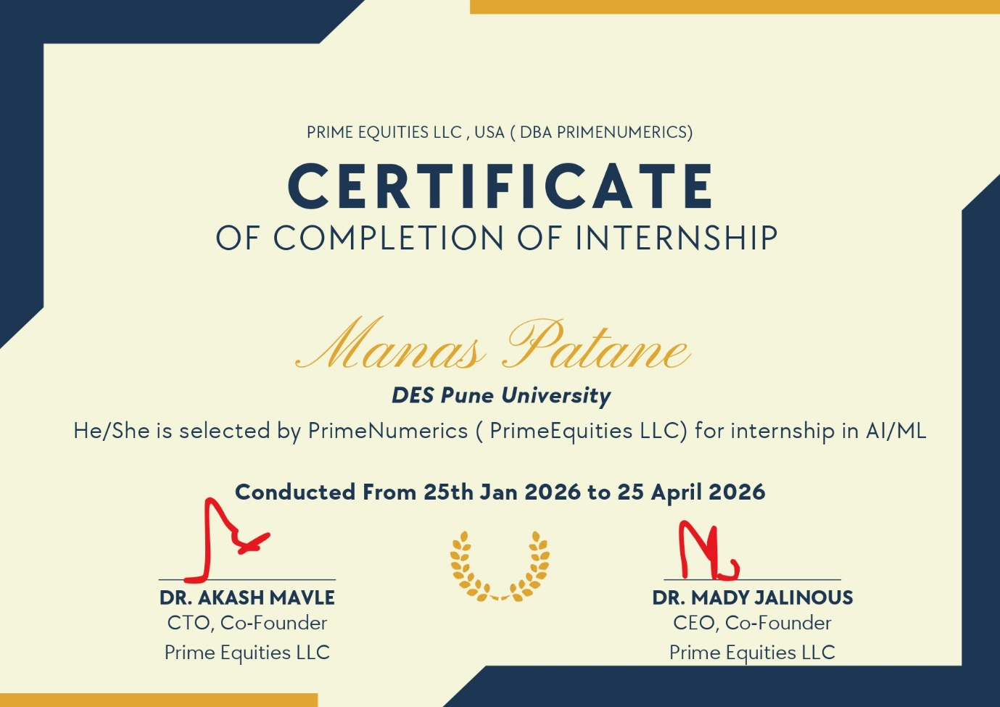 PRIME EQUITIES LLC , USA ( DBA PRIMENUMERICS)
CERTIFICATE
OF COMPLETION OF INTERNSHIP
Manas Patane
DES Pune University
He/She is selected by PrimeNumerics ( PrimeEquities LLC) for internship in AI/ML
Conducted From 25th Jan 2026 to 25 April 2026
DR. AKASH MAVLE
CTO, Co-Founder
Prime Equities LLC
DR. MADY JALINOUS
CEO, Co-Founder
Prime Equities LLC